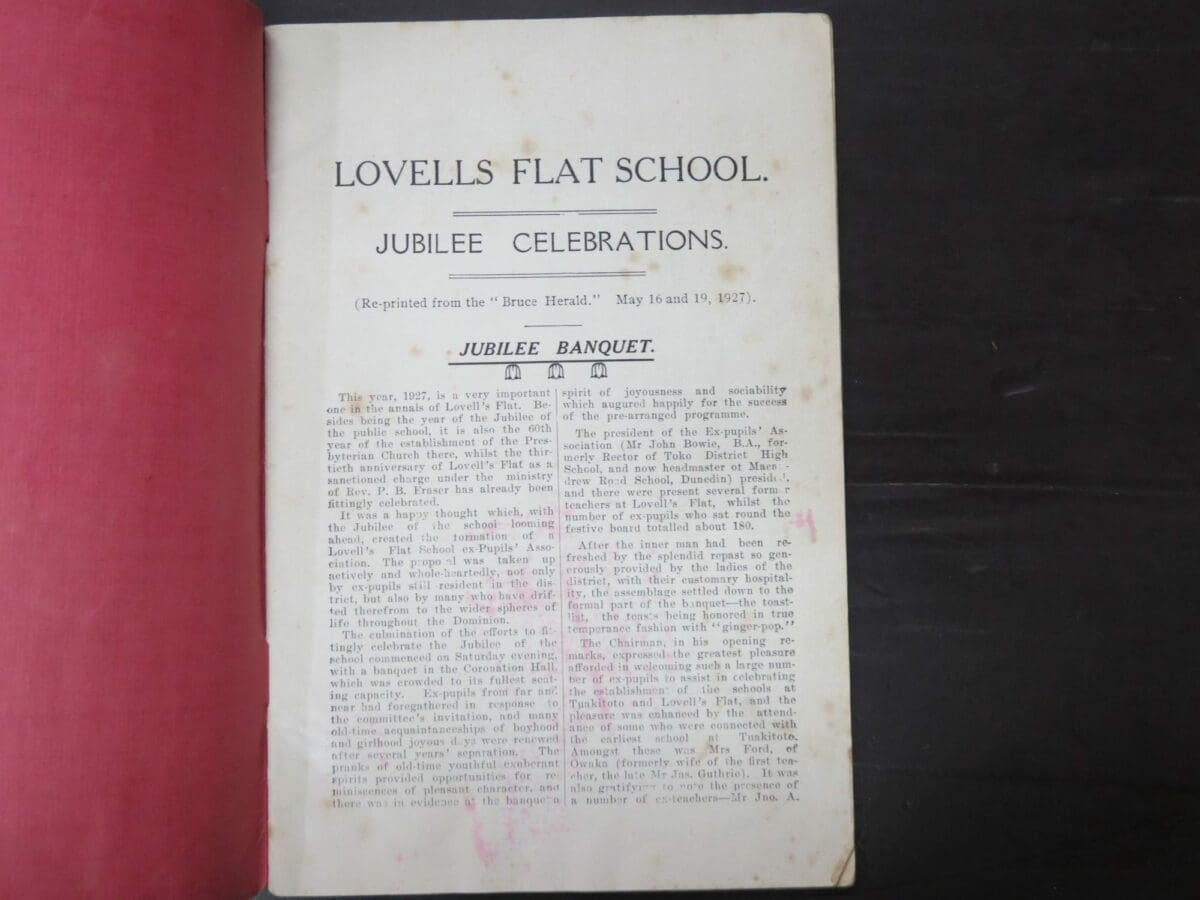 LOVELLS FLAT SCHOOL.
JUBILEE CELEBRATIONS.
(Re-printed from the "Bruce Herald." May 16 and 19, 1927).
JUBILEE BANQUET.
This year, 1927, is a very important
one in the annals of Lovell's Flat. Be-
sides being the year of the Jubilee of
the public school, it is also the 60th
year of the establishment of the Pres-
byterian Church there, whilst the thir-
tieth anniversary of Lovell's Flat as a
sanctioned charge under the ministry
of Rev. P. B. Fraser has already been
fittingly celebrated.
It was a happy thought which, with
the Jubilee of the school looming
ahead, created the formation of a
Lovell's Flat School ex-Pupils' Asso-
ciation. The proposal was taken up
actively and whole-heartedly, not only
by ex-pupils still resident in the dis-
trict, but also by many who have drif-
ted therefrom to the wider spheres of
life throughout the Dominion.
The culmination of the efforts to fit-
tingly celebrate the Jubilee of the
school commenced on Saturday evening,
with a banquet in the Coronation Hall,
which was crowded to its fullest seat-
ing capacity. Ex-pupils from far and
near had foregathered in response to
the committee's invitation, and many
old-time acquaintanceships of boyhood
and girlhood joyous days were renewed
after several years' separation. The
pranks of old-time youthful exuberant
spirits provided opportunities for re-
miniscences of pleasant character, and
there was in evidence at the banquet a
spirit of joyousness and sociability
which augured happily for the success
of the pre-arranged programme.
The president of the Ex-pupils' As-
sociation (Mr John Bowie, B.A., for-
merly Rector of Toko District High
School, and now headmaster of Macan-
drew Road School, Dunedin) presided,
and there were present several former
teachers at Lovell's Flat, whilst the
number of ex-pupils who sat round the
festive board totalled about 180.
After the inner man had been re-
freshed by the splendid repast so gen-
erously provided by the ladies of the
district, with their customary hospital-
ity, the assemblage settled down to the
formal part of the banquet—the toast-
list, the toasts being honored in true
temperance fashion with "ginger-pop."
The Chairman, in his opening re-
marks, expressed the greatest pleasure
afforded in welcoming such a large num-
ber of ex-pupils to assist in celebrating
the establishment of the schools at
Tuakitoto and Lovell's Flat, and the
pleasure was enhanced by the attend-
ance of some who were connected with
the earliest school at Tuakitoto.
Amongst these was Mrs Ford, of
Owaka (formerly wife of the first tea-
cher, the late Mr Jas. Guthrie). It was
also gratifying to note the presence of
a number of ex-teachers—Mr Jno. A.